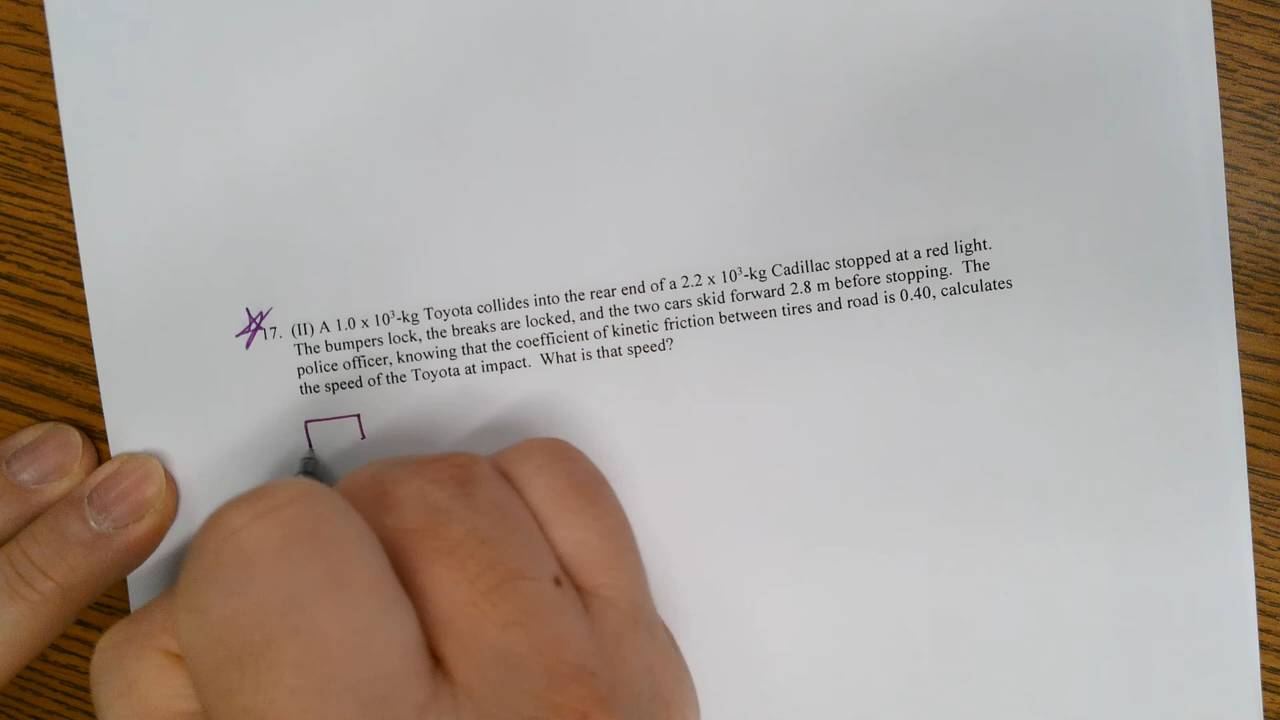 17. (II) A 1.0 x 10³-kg Toyota collides into the rear end of a 2.2 x 10³-kg Cadillac stopped at a red light.
The bumpers lock, the breaks are locked, and the two cars skid forward 2.8 m before stopping. The
police officer, knowing that the coefficient of kinetic friction between tires and road is 0.40, calculates
the speed of the Toyota at impact. What is that speed?